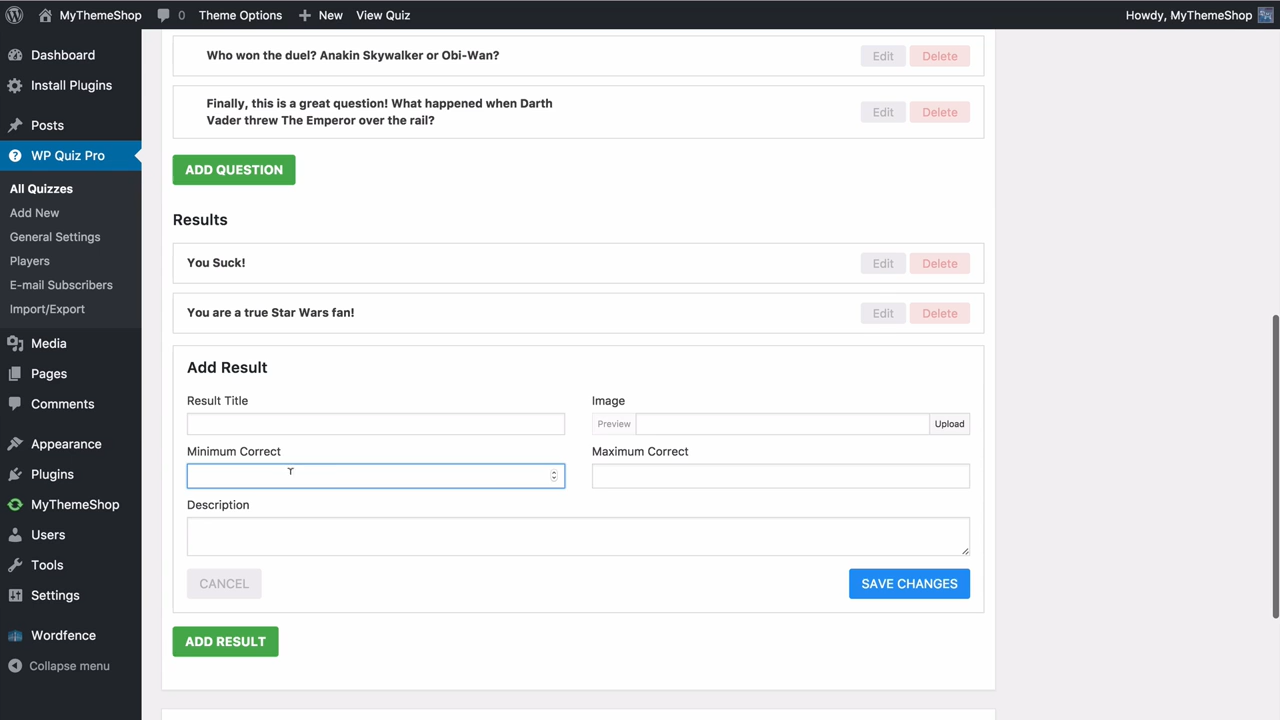 MyThemeShop
0
Theme Options
New
View Quiz
Howdy, MyThemeShop
Dashboard
Install Plugins
Posts
WP Quiz Pro
All Quizzes
Add New
General Settings
Players
E-mail Subscribers
Import/Export
Media
Pages
Comments
Appearance
Plugins
MyThemeShop
Users
Tools
Settings
Wordfence
Collapse menu
Who won the duel? Anakin Skywalker or Obi-Wan?
Edit
Delete
Finally, this is a great question! What happened when Darth
Vader threw The Emperor over the rail?
Edit
Delete
ADD QUESTION
Results
You Suck!
Edit
Delete
You are a true Star Wars fan!
Edit
Delete
Add Result
Result Title
Image
Preview
Upload
Minimum Correct
Maximum Correct
Description
CANCEL
SAVE CHANGES
ADD RESULT